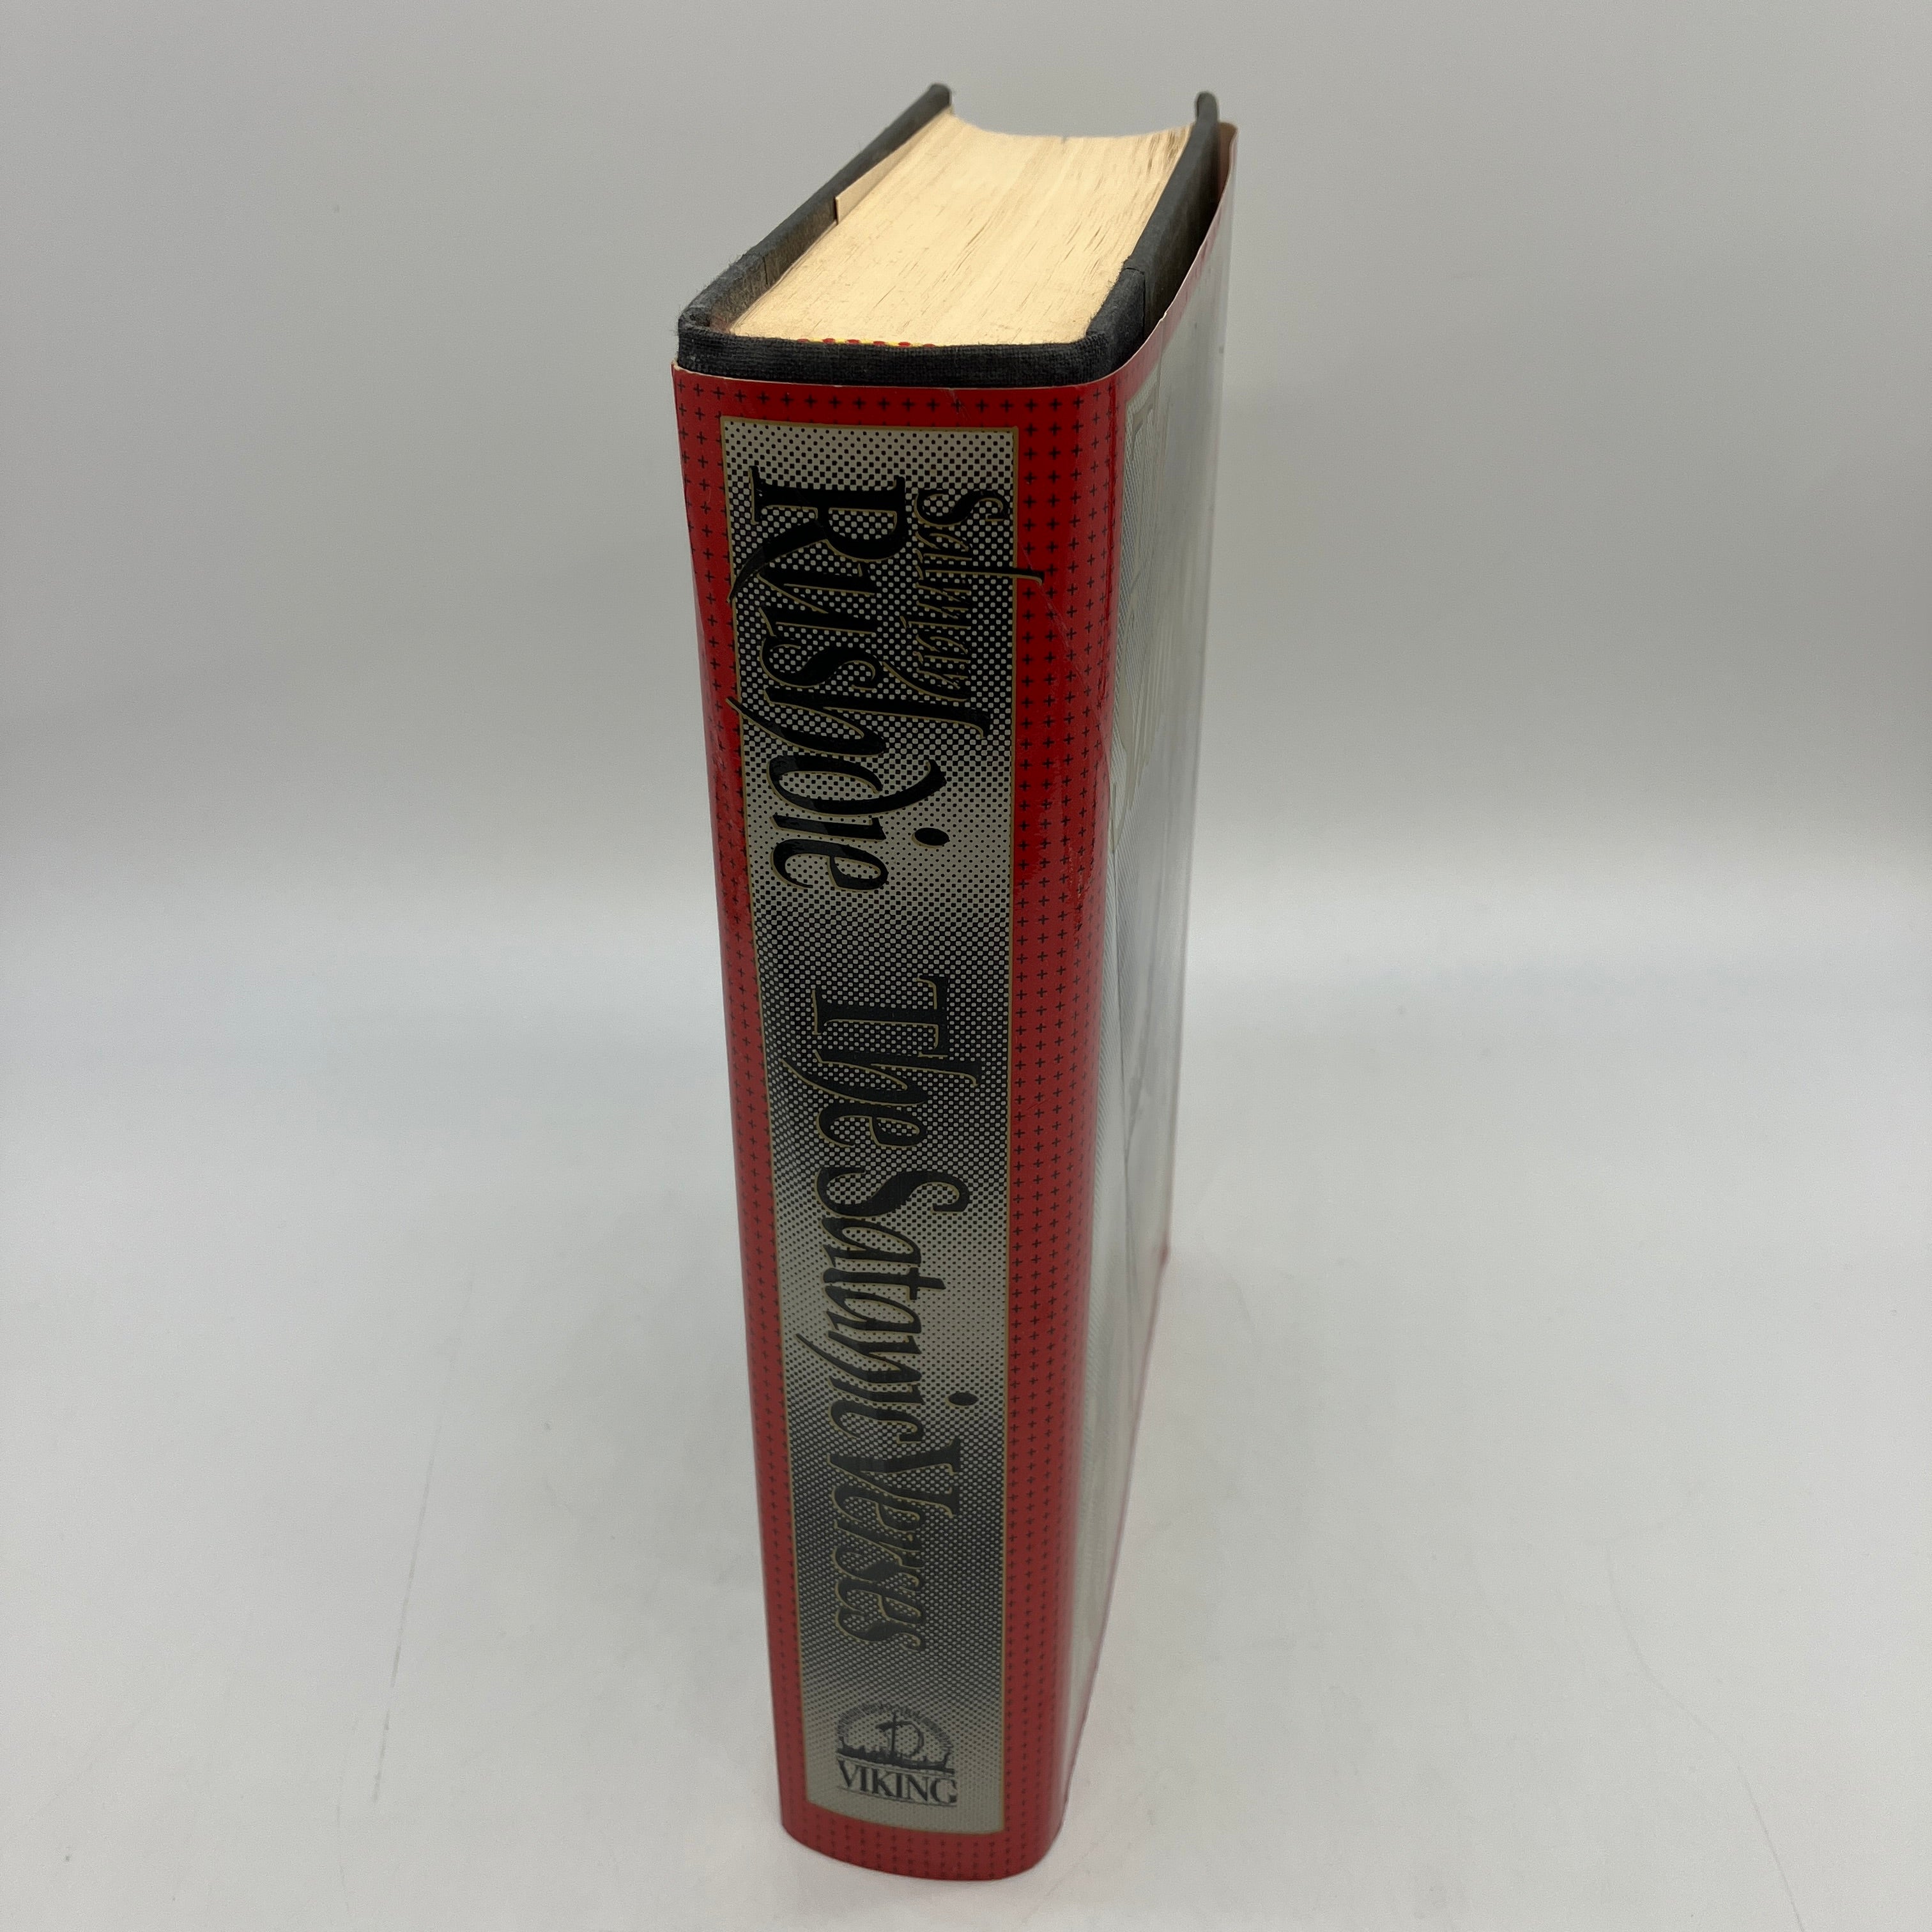 Salman
Rushdie
The Satanic Verses
VIKING